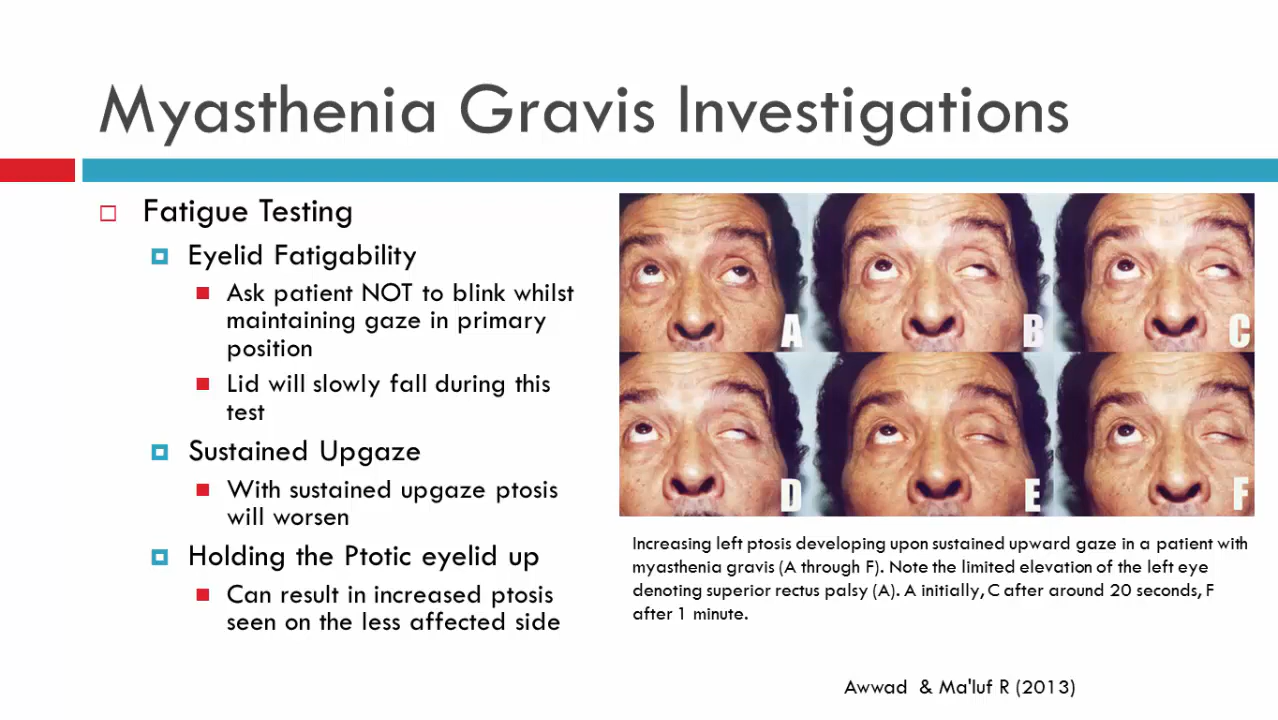 Myasthenia Gravis Investigations
Fatigue Testing
Eyelid Fatigability
Ask patient NOT to blink whilst
maintaining gaze in primary
position
Lid will slowly fall during this
test
Sustained Upgaze
With sustained upgaze ptosis
will worsen
Holding the Ptotic eyelid up
Can result in increased ptosis
seen on the less affected side
A
B
C
D
E
F
Increasing left ptosis developing upon sustained upward gaze in a patient with
myasthenia gravis (A through F). Note the limited elevation of the left eye
denoting superior rectus palsy (A). A initially, C after around 20 seconds, F
after 1 minute.
Awwad & Ma'luf R (2013)